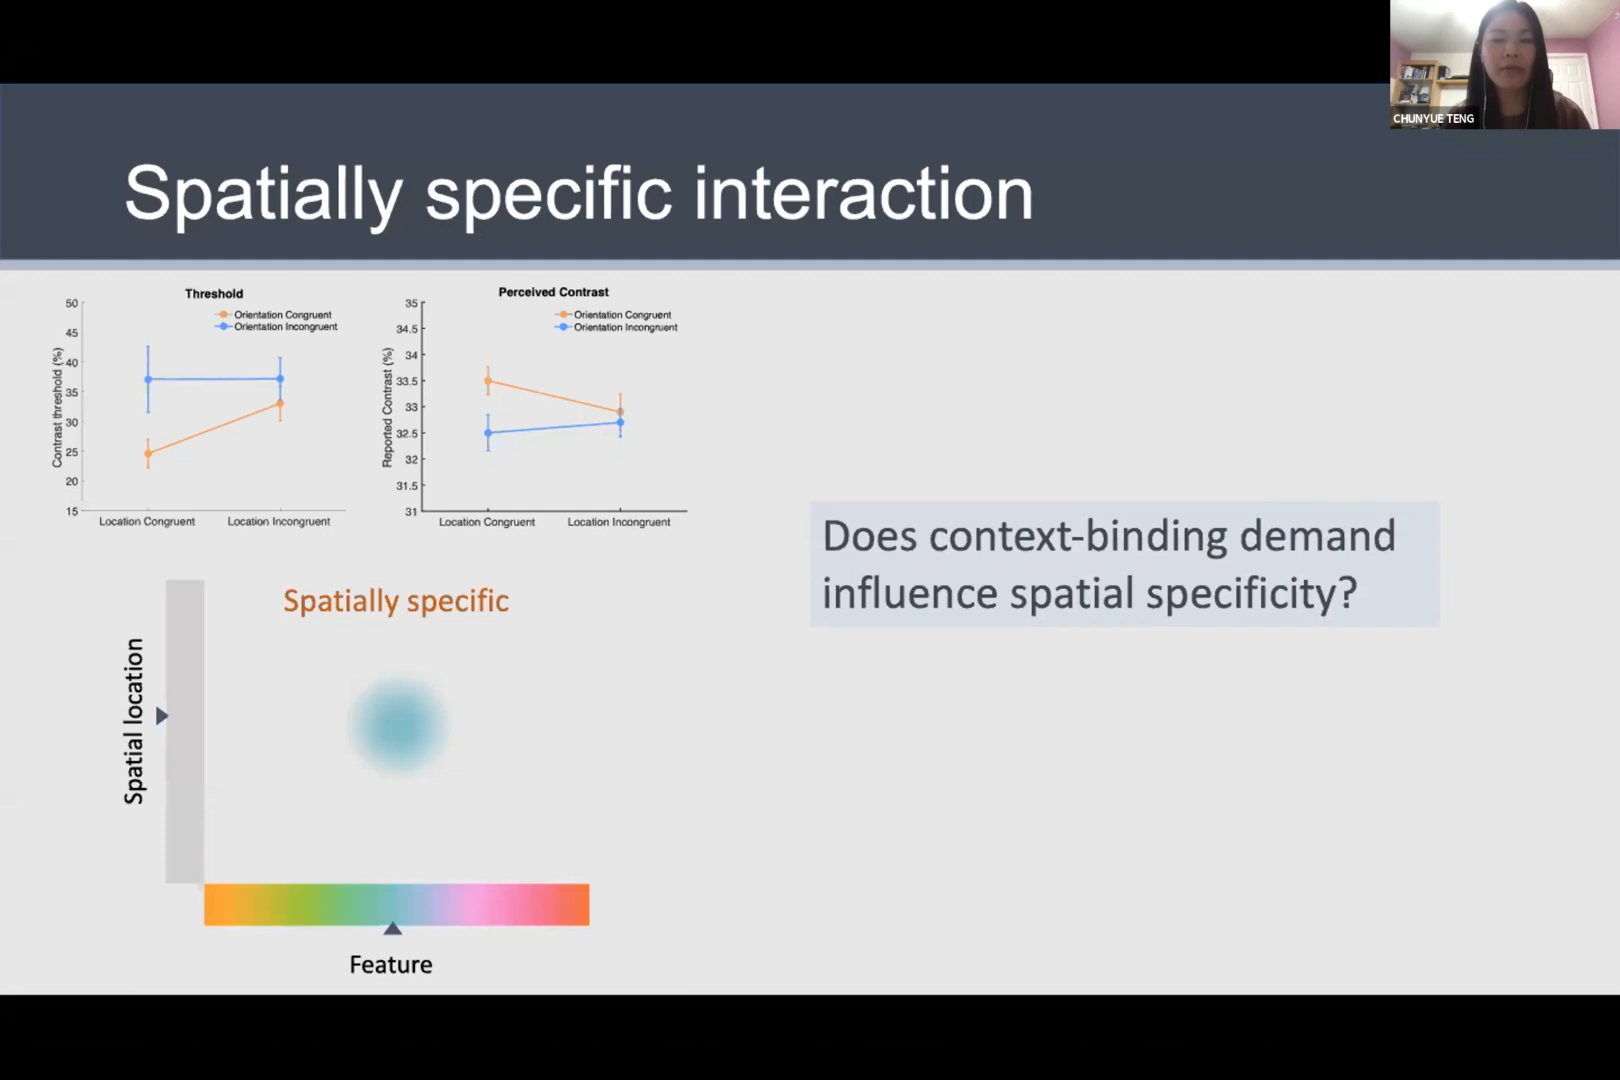 CHUNYUE TENG
Spatially specific interaction
Threshold
Orientation Congruent
Orientation Incongruent
Contrast threshold (%)
50
45
40
35
30
25
20
15
Location Congruent
Location Incongruent
Perceived Contrast
Orientation Congruent
Orientation Incongruent
Reported Contrast (%)
35
34.5
34
33.5
33
32.5
32
31.5
31
Location Congruent
Location Incongruent
Does context-binding demand
influence spatial specificity?
Spatially specific
Spatial location
Feature